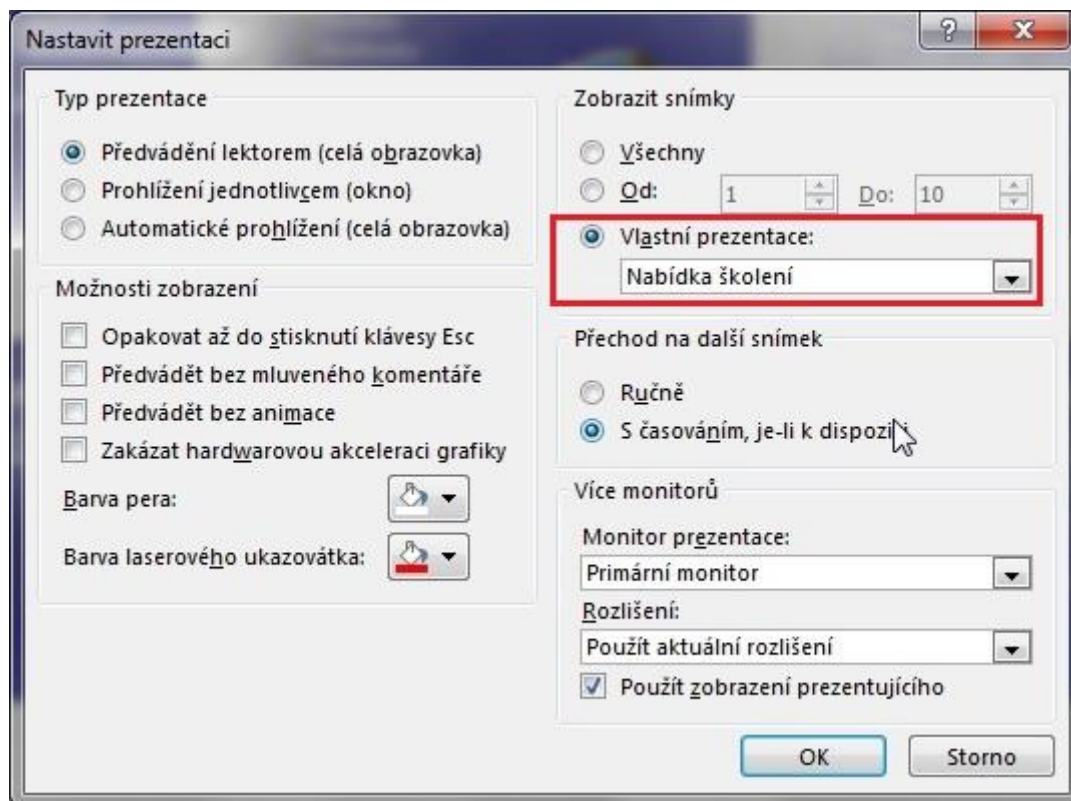 Nastavit prezentaci
Typ prezentace
Předvádění lektorem (celá obrazovka)
Prohlížení jednotlivcem (okno)
Automatické prohlížení (celá obrazovka)
Možnosti zobrazení
Opakovat až do stisknutí klávesy Esc
Předvádět bez mluveného komentáře
Předvádět bez animace
Zakázat hardwarovou akceleraci grafiky
Barva pera:
Barva laserového ukazovátka:
Zobrazit snímky
Všechny
Od: 1 Do: 10
Vlastní prezentace:
Nabídka školení
Přechod na další snímek
Ručně
S časováním, je-li k dispozici
Více monitorů
Monitor prezentace:
Primární monitor
Rozlišení:
Použít aktuální rozlišení
Použít zobrazení prezentujícího
OK Storno